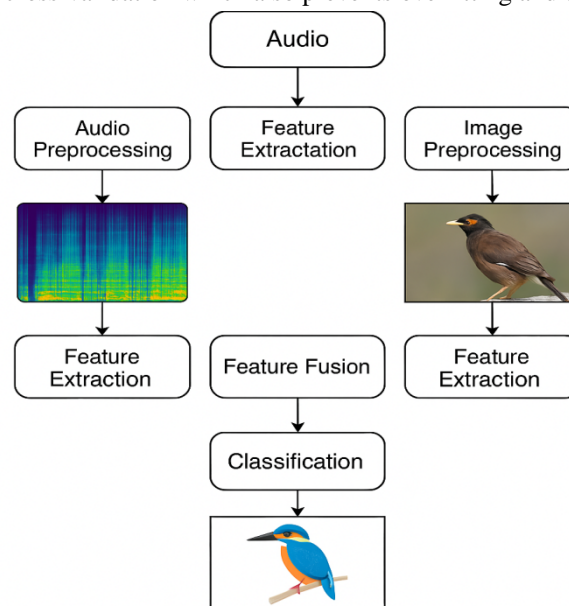 Audio
Audio
Preprocessing
Feature
Extractation
Image
Preprocessing
Feature
Extraction
Feature Fusion
Feature
Extraction
Classification